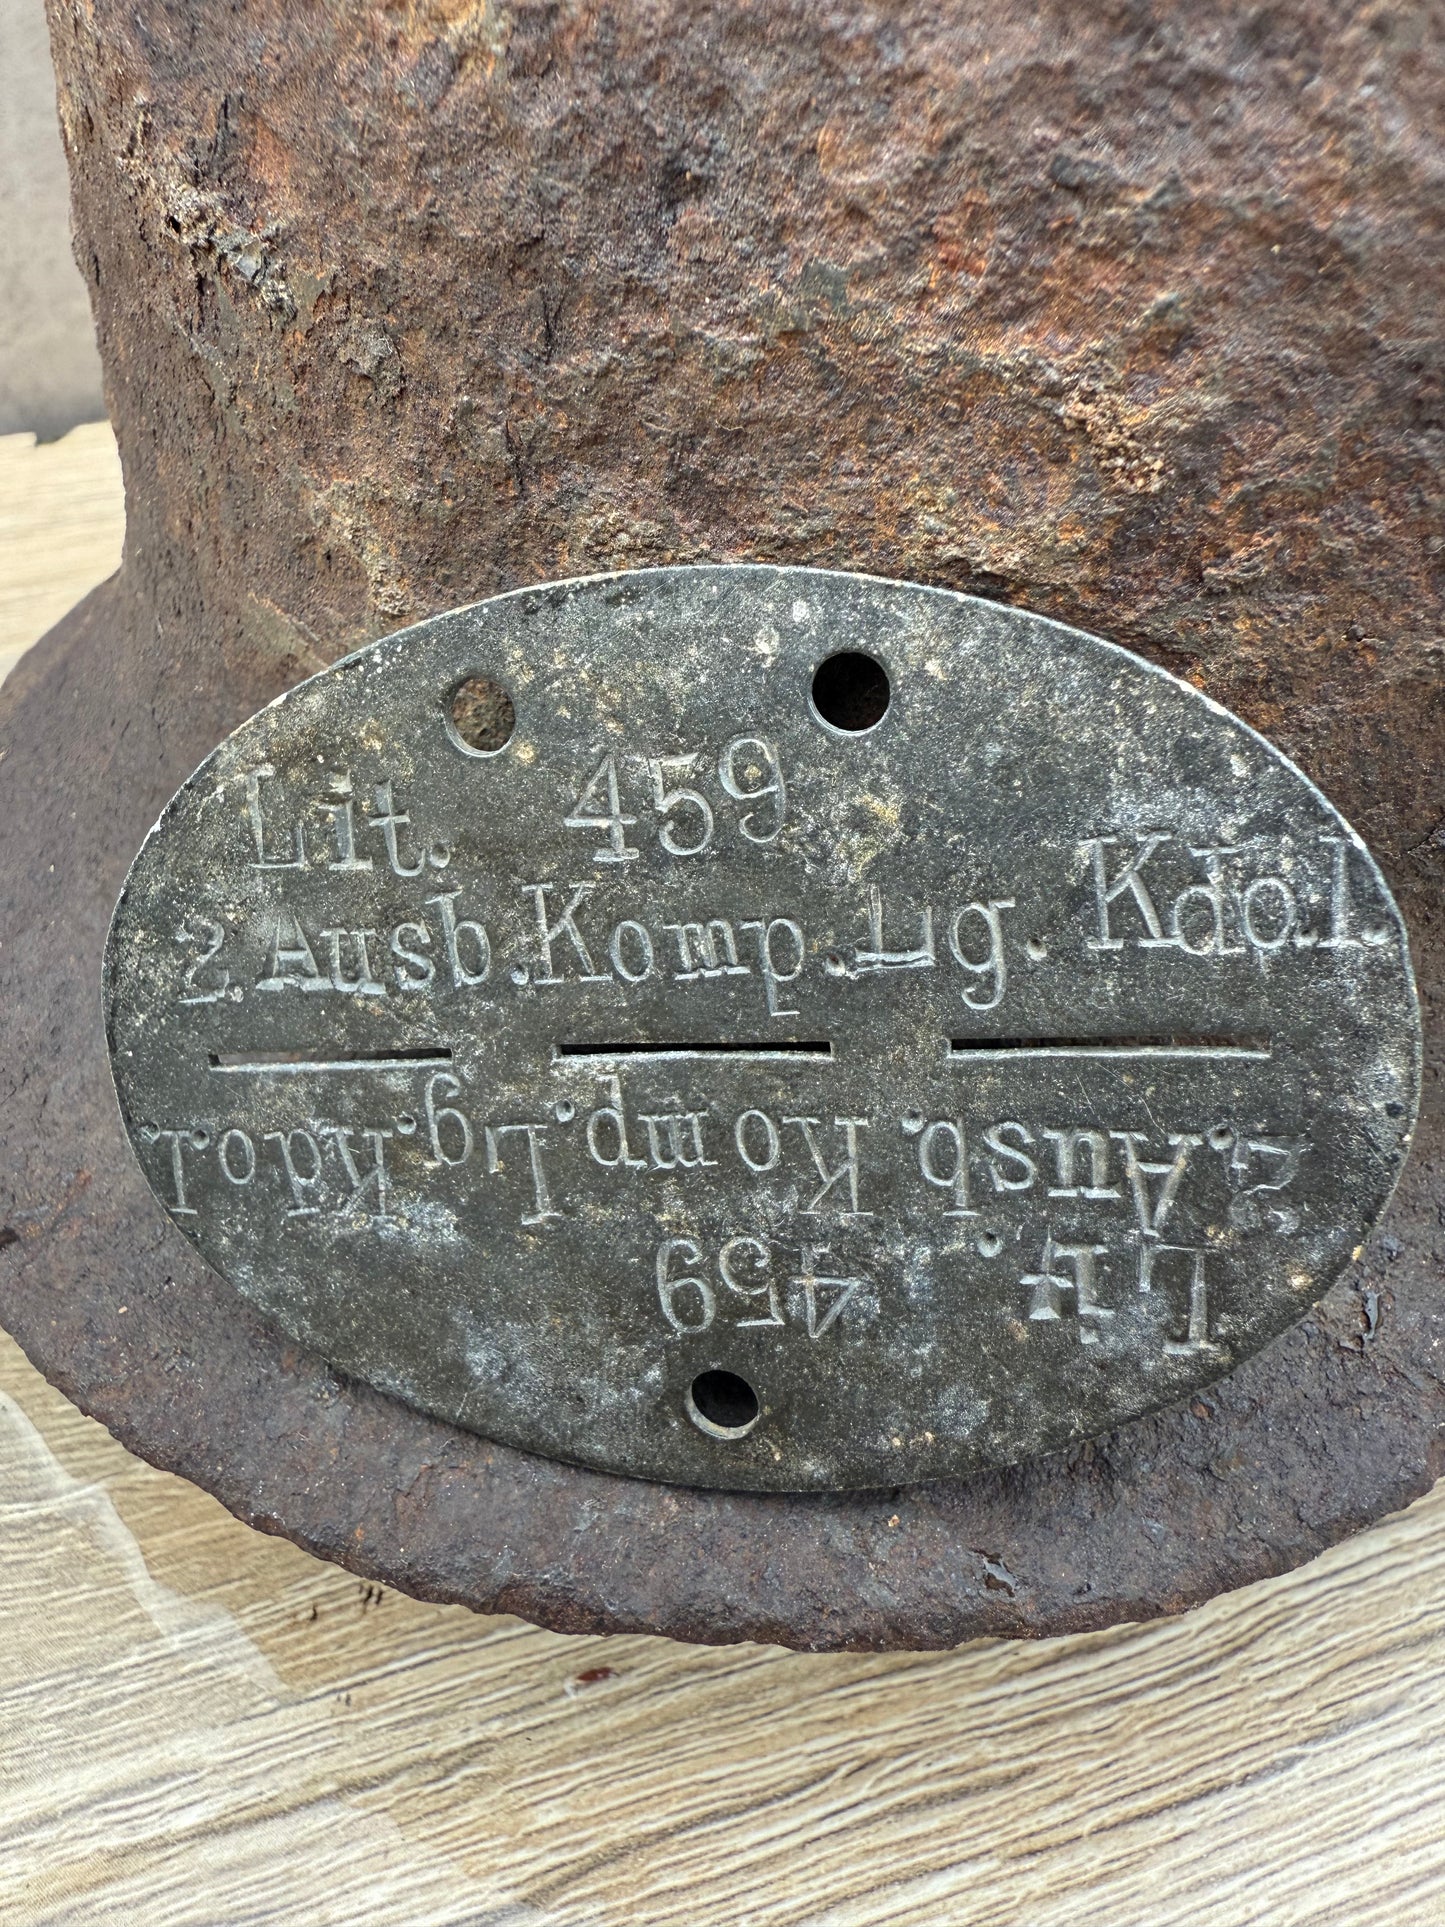 Lit. 459
2.Ausb.Komp.Lg. Kdo.I.
2.Ausb. Komp.Lg. Kdo.I.
Lit. 459